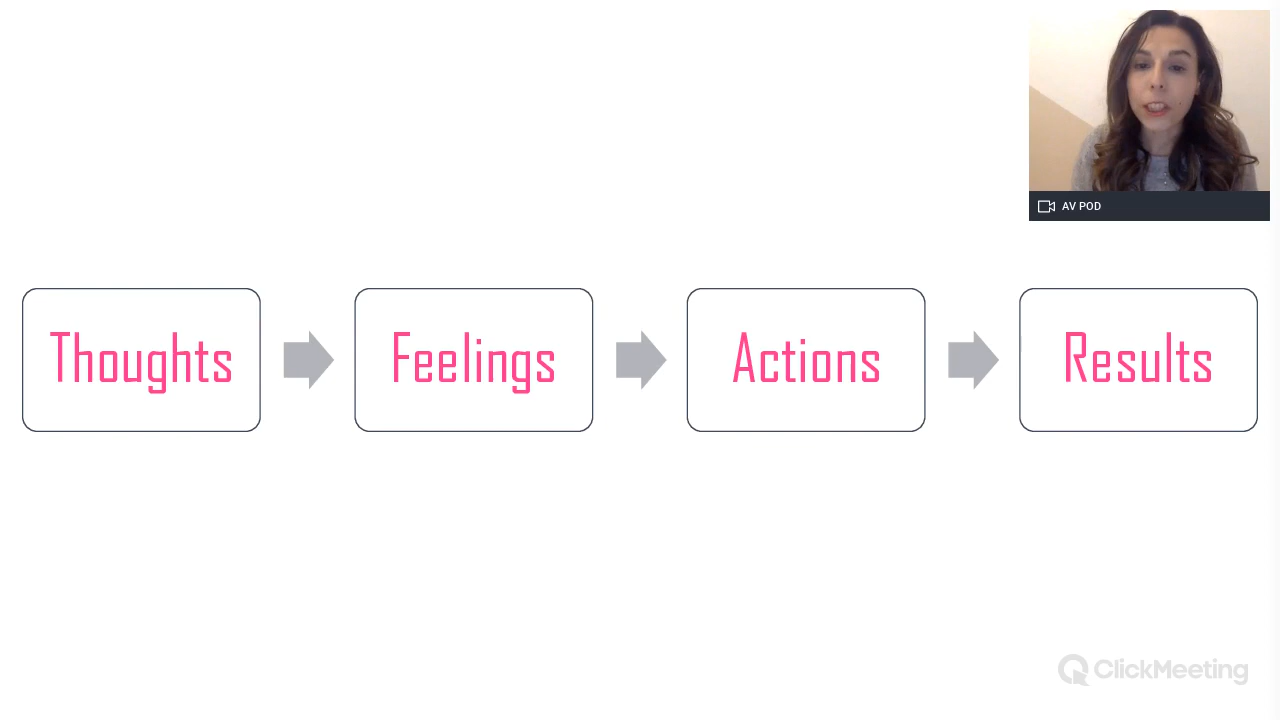 AV POD
Thoughts
Feelings
Actions
Results
ClickMeeting